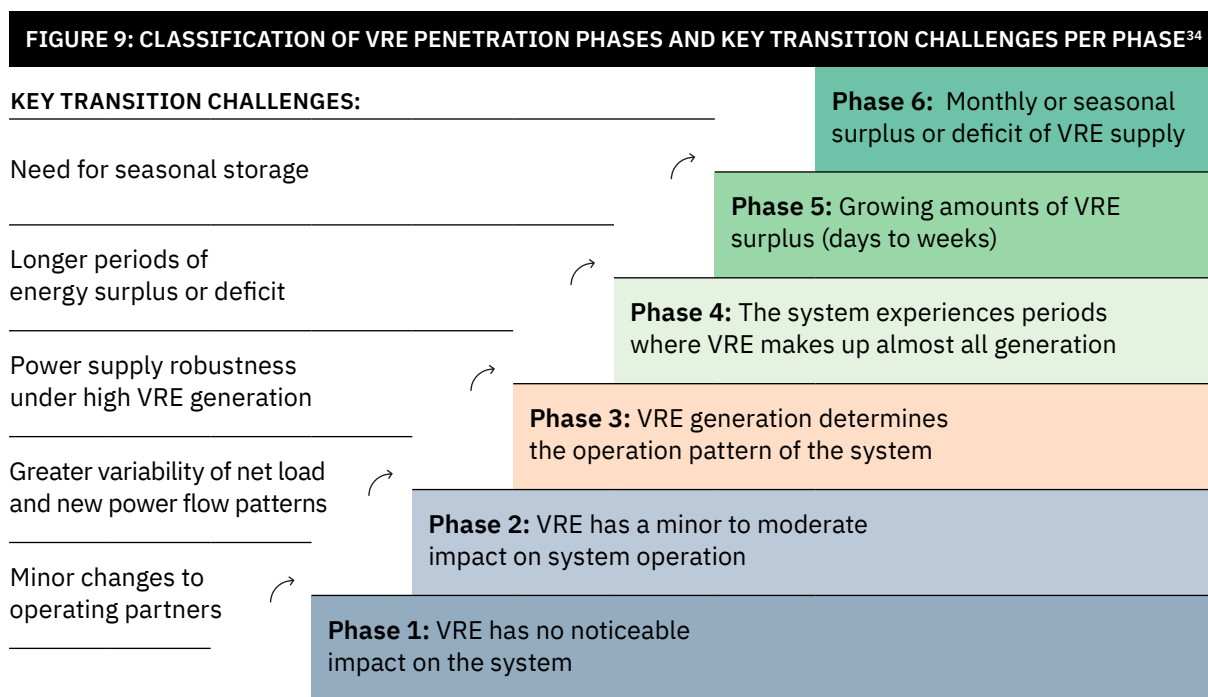 FIGURE 9: CLASSIFICATION OF VRE PENETRATION PHASES AND KEY TRANSITION CHALLENGES PER PHASE³⁴
KEY TRANSITION CHALLENGES:
Phase 6: Monthly or seasonal
surplus or deficit of VRE supply
Need for seasonal storage
Phase 5: Growing amounts of VRE
surplus (days to weeks)
Longer periods of
energy surplus or deficit
Phase 4: The system experiences periods
where VRE makes up almost all generation
Power supply robustness
under high VRE generation
Phase 3: VRE generation determines
the operation pattern of the system
Greater variability of net load
and new power flow patterns
Phase 2: VRE has a minor to moderate
impact on system operation
Minor changes to
operating partners
Phase 1: VRE has no noticeable
impact on the system